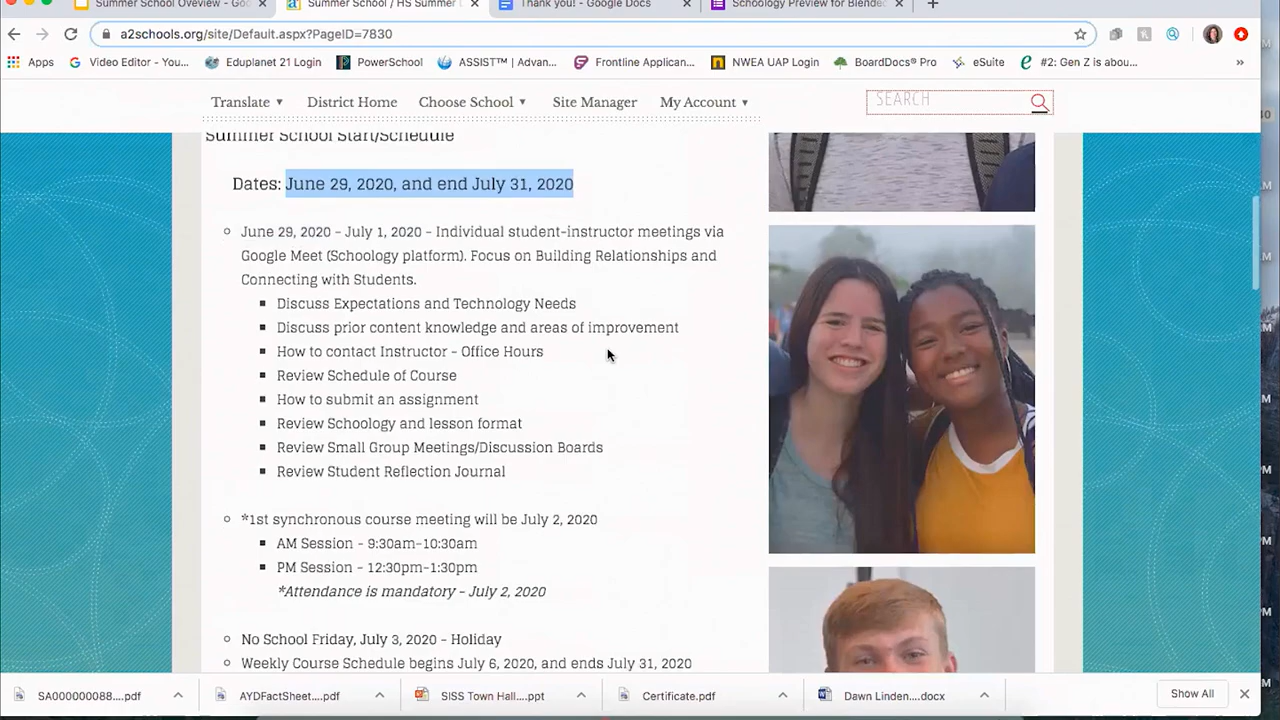 Summer School Oveview - Goo
Summer School / HS Summer
Thank you! - Google Docs
Schoology Preview for Blende
a2schools.org/site/Default.aspx?PageID=7830
Apps
Video Editor - You...
Eduplanet 21 Login
PowerSchool
ASSIST™ | Advan...
Frontline Applican...
NWEA UAP Login
BoardDocs® Pro
eSuite
#2: Gen Z is abou...
»
Translate ▼
District Home
Choose School ▼
Site Manager
My Account ▼
SEARCH
Summer School Start/Schedule
Dates: June 29, 2020, and end July 31, 2020
June 29, 2020 - July 1, 2020 - Individual student-instructor meetings via
Google Meet (Schoology platform). Focus on Building Relationships and
Connecting with Students.
Discuss Expectations and Technology Needs
Discuss prior content knowledge and areas of improvement
How to contact Instructor - Office Hours
Review Schedule of Course
How to submit an assignment
Review Schoology and lesson format
Review Small Group Meetings/Discussion Boards
Review Student Reflection Journal
*1st synchronous course meeting will be July 2, 2020
AM Session - 9:30am-10:30am
PM Session - 12:30pm-1:30pm
*Attendance is mandatory - July 2, 2020
No School Friday, July 3, 2020 - Holiday
Weekly Course Schedule begins July 6, 2020, and ends July 31, 2020
SA000000088....pdf
AYDFactSheet....pdf
SISS Town Hall....ppt
Certificate.pdf
Dawn Linden....docx
Show All